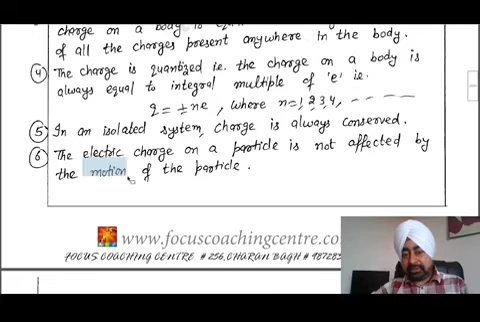 charge on a body is
of all the charges present anywhere in the body.
④ The charge is quantized i.e. the charge on a body is
always equal to integral multiple of 'e' i.e.
q = ± ne, where n=1,2,3,4, - - - - -
⑤ In an isolated system, charge is always conserved.
⑥ The electric charge on a particle is not affected by
the motion of the particle.
www.focuscoachingcentre.com
FOCUS COACHING CENTRE # 256, CHARAN BAGH # 987285